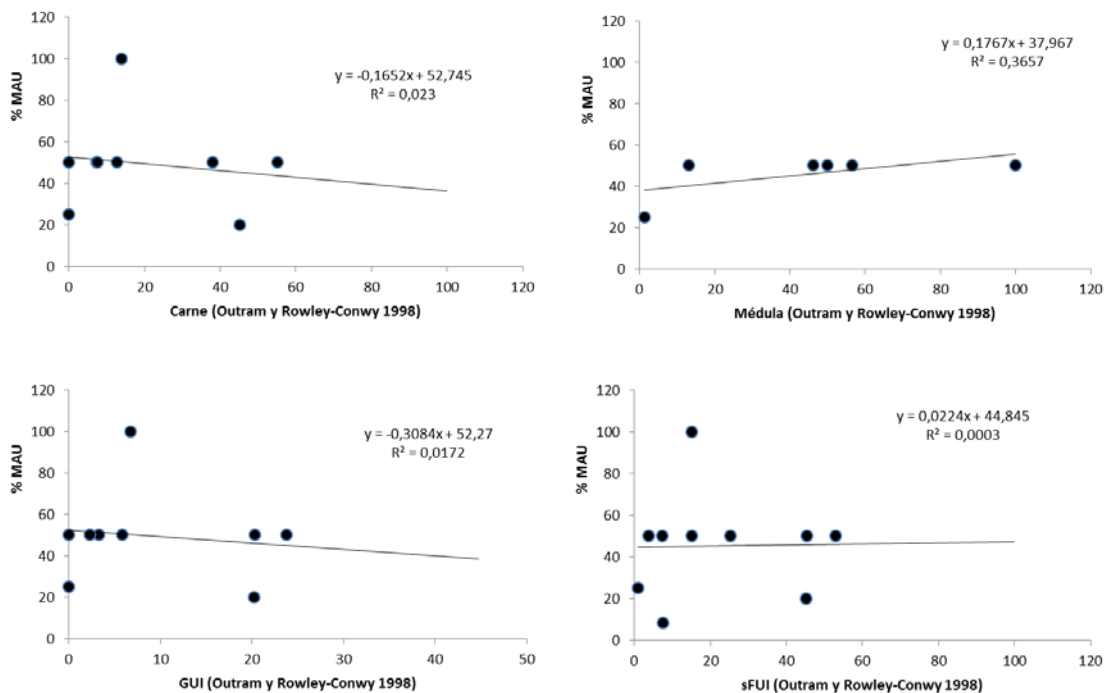 % MAU
120
100
80
60
40
20
0
y = -0,1652x + 52,745
R² = 0,023
0 20 40 60 80 100 120
Carne (Outram y Rowley-Conwy 1998)
% MAU
120
100
80
60
40
20
0
y = 0,1767x + 37,967
R² = 0,3657
0 20 40 60 80 100 120
Médula (Outram y Rowley-Conwy 1998)
% MAU
120
100
80
60
40
20
0
y = -0,3084x + 52,27
R² = 0,0172
0 10 20 30 40 50
GUI (Outram y Rowley-Conwy 1998)
% MAU
120
100
80
60
40
20
0
y = 0,0224x + 44,845
R² = 0,0003
0 20 40 60 80 100 120
sFUI (Outram y Rowley-Conwy 1998)